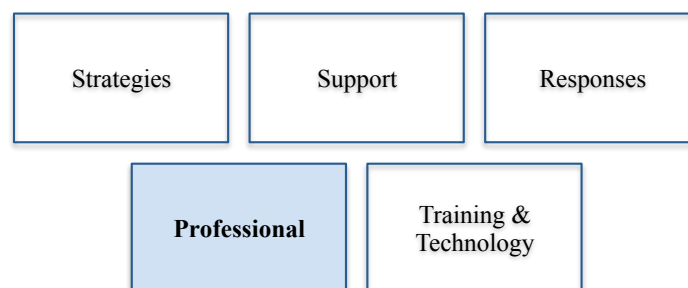 Strategies
Support
Responses
Professional
Training &
Technology